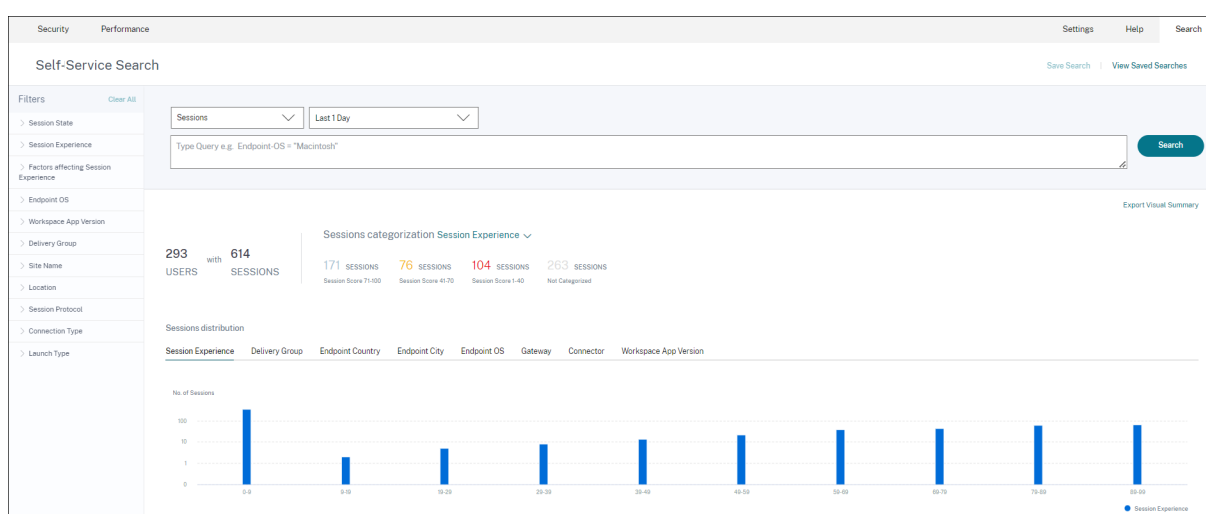 Security Performance Settings Help Search
Self-Service Search Save Search View Saved Searches
Filters Clear All
Session State
Session Experience
Factors affecting Session
Experience
Endpoint OS
Workspace App Version
Delivery Group
Site Name
Location
Session Protocol
Connection Type
Launch Type
Sessions Last 1 Day
Type Query e.g. Endpoint-OS = "Macintosh"
Search
Export Visual Summary
293 USERS with 614 SESSIONS
Sessions categorization Session Experience
171 SESSIONS 76 SESSIONS 104 SESSIONS 263 SESSIONS
Session Score 71-100 Session Score 41-70 Session Score 1-40 Not Categorized
Sessions distribution
Session Experience Delivery Group Endpoint Country Endpoint City Endpoint OS Gateway Connector Workspace App Version
No. of Sessions
100
10
1
0
0-9 9-19 19-29 29-39 39-49 49-59 59-69 69-79 79-89 89-99
Session Experience